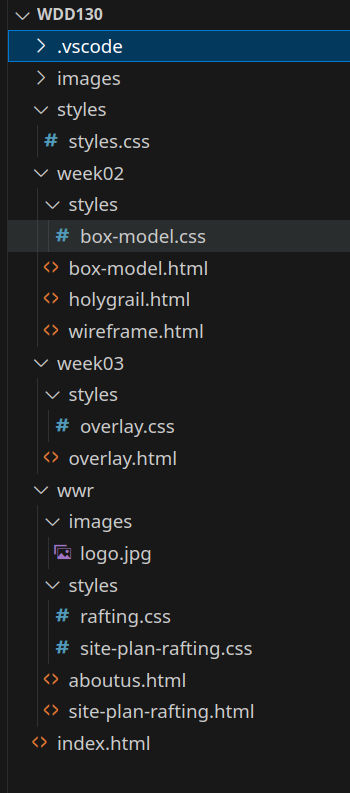 WDD130
.vscode
images
styles
# styles.css
week02
styles
# box-model.css
<> box-model.html
<> holygrail.html
<> wireframe.html
week03
styles
# overlay.css
<> overlay.html
wwr
images
logo.jpg
styles
# rafting.css
# site-plan-rafting.css
<> aboutus.html
<> site-plan-rafting.html
<> index.html